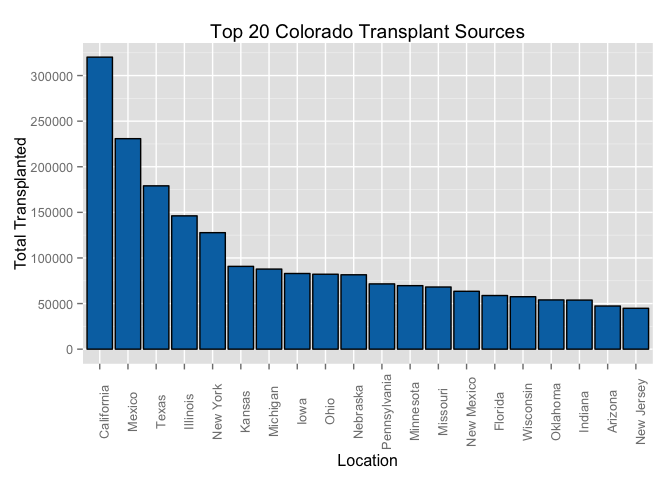 Top 20 Colorado Transplant Sources
Total Transplanted
300000
250000
200000
150000
100000
50000
0
California
Mexico
Texas
Illinois
New York
Kansas
Michigan
Iowa
Ohio
Nebraska
Pennsylvania
Minnesota
Missouri
New Mexico
Florida
Wisconsin
Oklahoma
Indiana
Arizona
New Jersey
Location